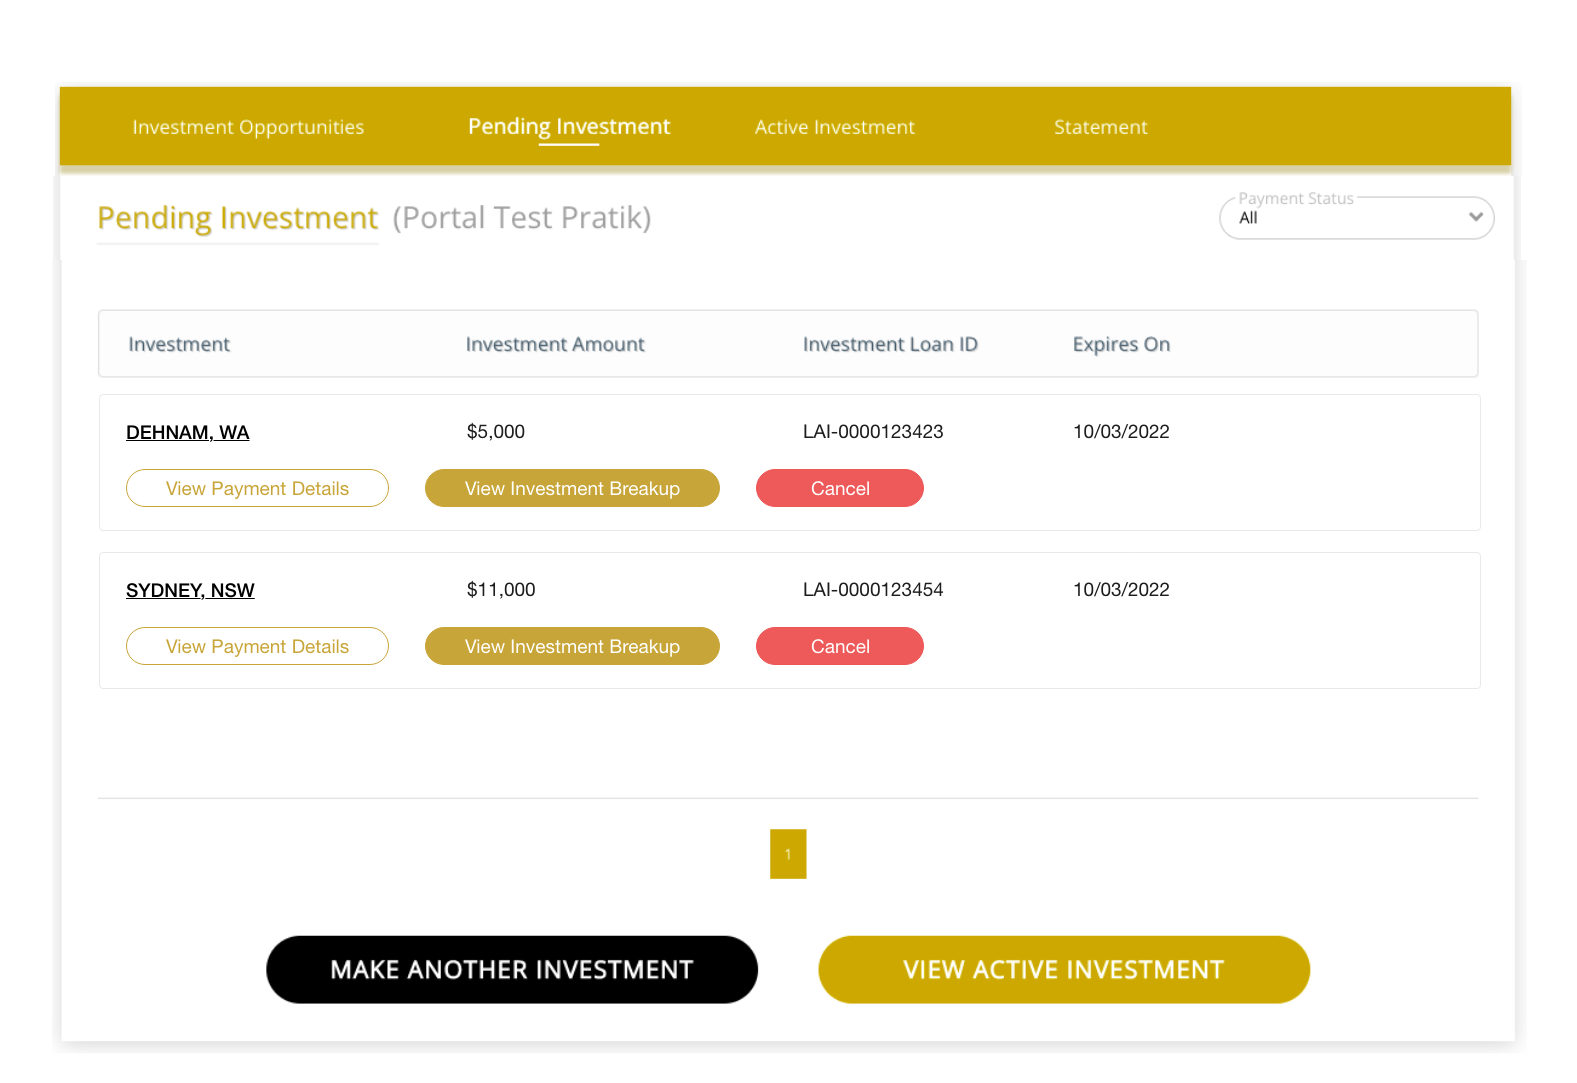 Investment Opportunities Pending Investment Active Investment Statement
Pending Investment (Portal Test Pratik)
Payment Status
All
Investment Investment Amount Investment Loan ID Expires On
DEHNAM, WA $5,000 LAI-0000123423 10/03/2022
View Payment Details View Investment Breakup Cancel
SYDNEY, NSW $11,000 LAI-0000123454 10/03/2022
View Payment Details View Investment Breakup Cancel
1
MAKE ANOTHER INVESTMENT VIEW ACTIVE INVESTMENT